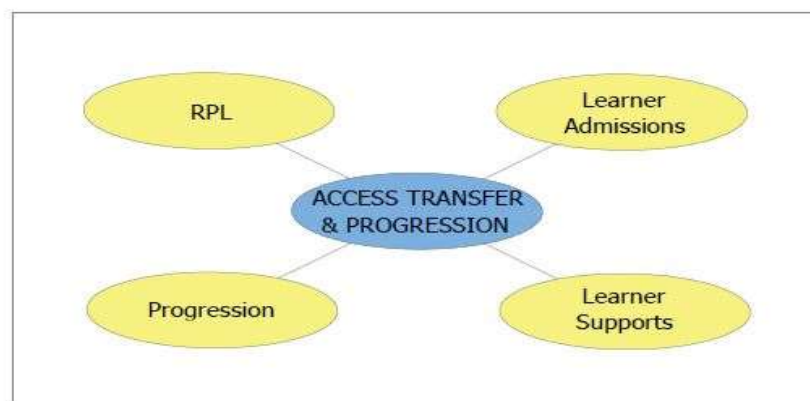 RPL
Learner
Admissions
ACCESS TRANSFER
& PROGRESSION
Progression
Learner
Supports